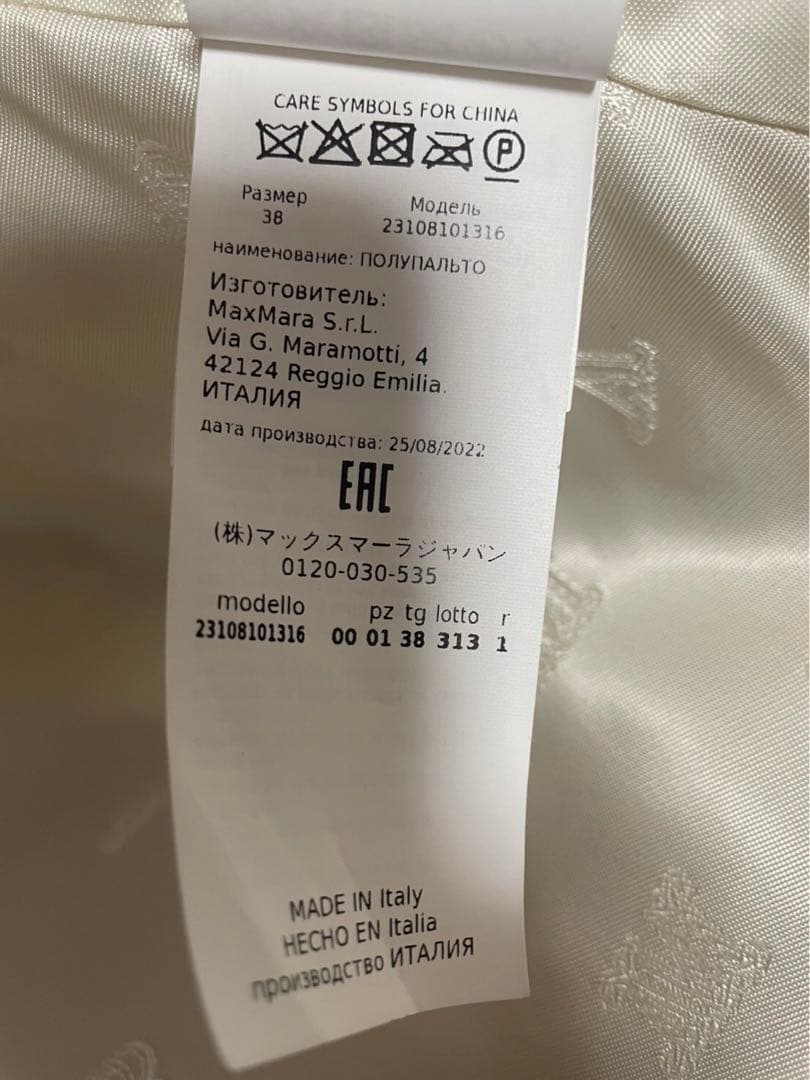 CARE SYMBOLS FOR CHINA
P
Размер Модель
38 23108101316
наименование: ПОЛУПАЛЬТО
Изготовитель:
MaxMara S.r.L.
Via G. Maramotti, 4
42124 Reggio Emilia.
ИТАЛИЯ
дата производства: 25/08/2022
EAC
(株)マックスマーラジャパン
0120-030-535
modello pz tg lotto r
23108101316 00 01 38 313 1
MADE IN Italy
HECHO EN Italia
производство ИТАЛИЯ